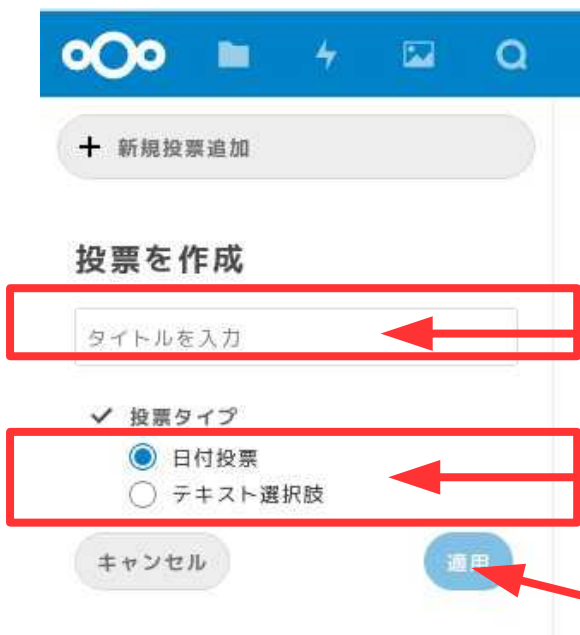 + 新規投票追加
投票を作成
タイトルを入力
投票タイプ
日付投票
テキスト選択肢
キャンセル
適用